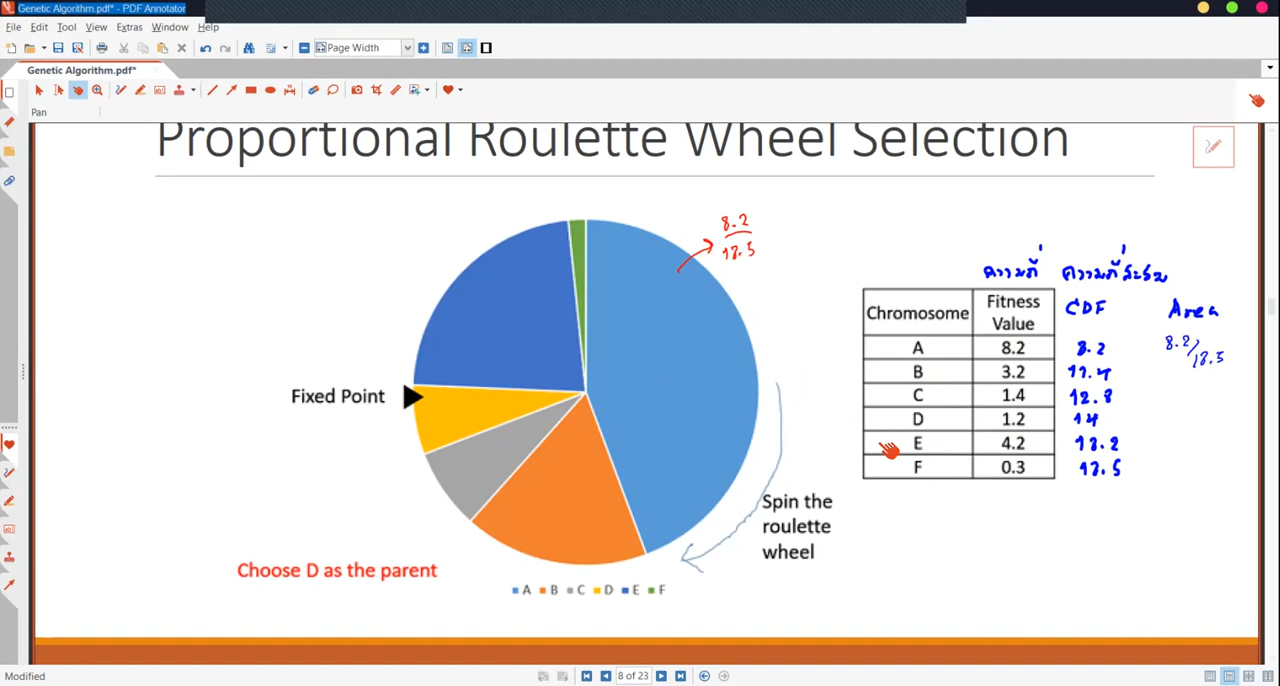 Genetic Algorithm.pdf* - PDF Annotator
File Edit Tool View Extras Window Help
Page Width
Genetic Algorithm.pdf*
Pan
Proportional Roulette Wheel Selection
8.2
18.5
ความถี่ ความถี่สะสม
Chromosome Fitness Value CDF Area
A 8.2 8.2 8.2/18.5
B 3.2 11.4
C 1.4 12.8
D 1.2 14
E 4.2 18.2
F 0.3 18.5
Fixed Point
Spin the
roulette
wheel
Choose D as the parent
A B C D E F
Modified
8 of 23